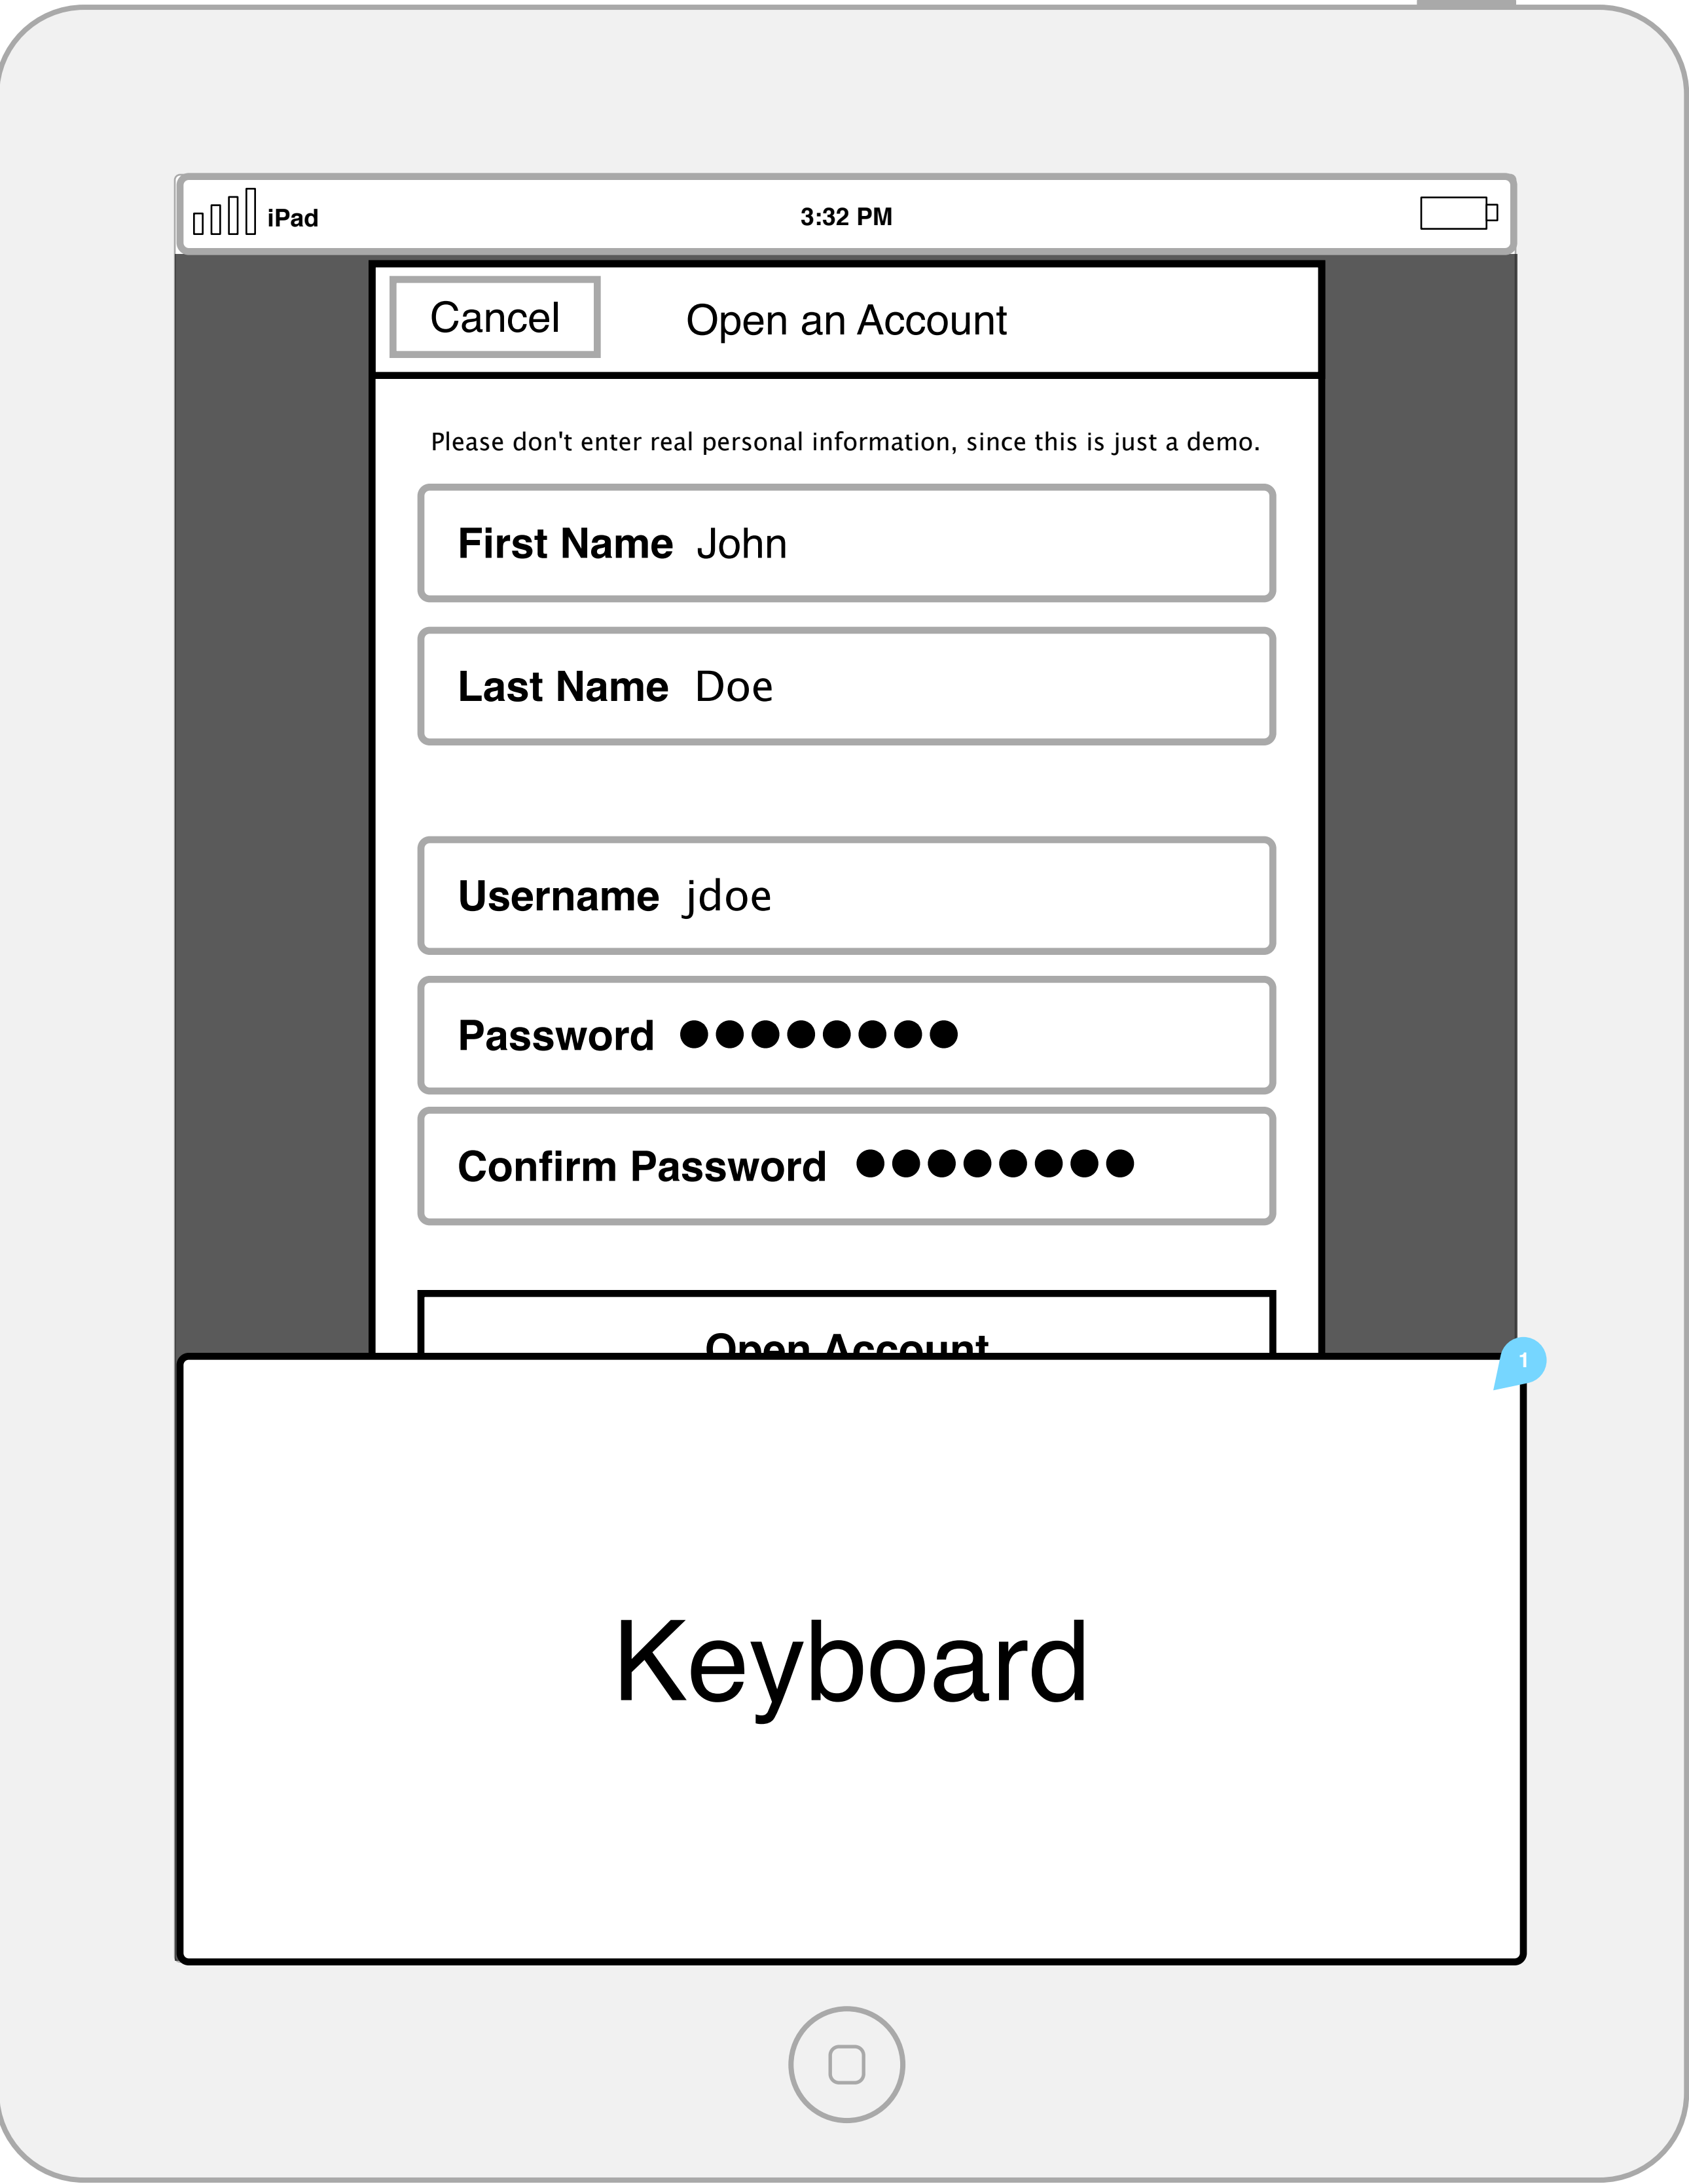 iPad 3:32 PM
Cancel Open an Account
Please don't enter real personal information, since this is just a demo.
First Name John
Last Name Doe
Username jdoe
Password ●●●●●●●●
Confirm Password ●●●●●●●●
Open Account
1
Keyboard